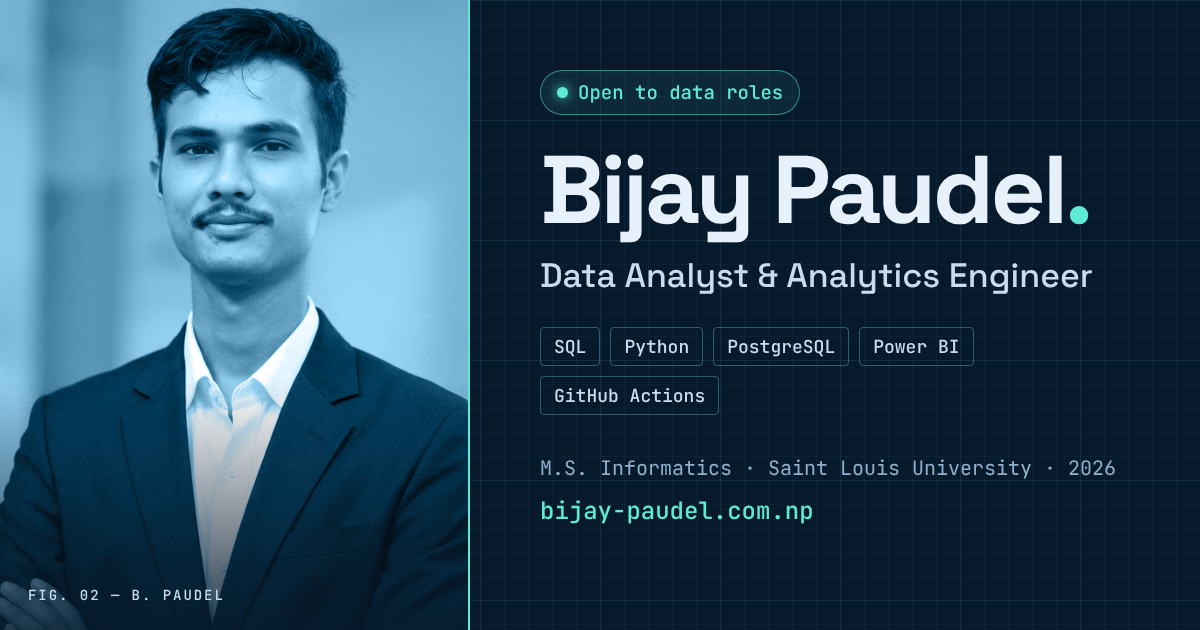 Open to data roles
Bijay Paudel.
Data Analyst & Analytics Engineer
SQL Python PostgreSQL Power BI
GitHub Actions
M.S. Informatics · Saint Louis University · 2026
bijay-paudel.com.np
FIG. 02 — B. PAUDEL